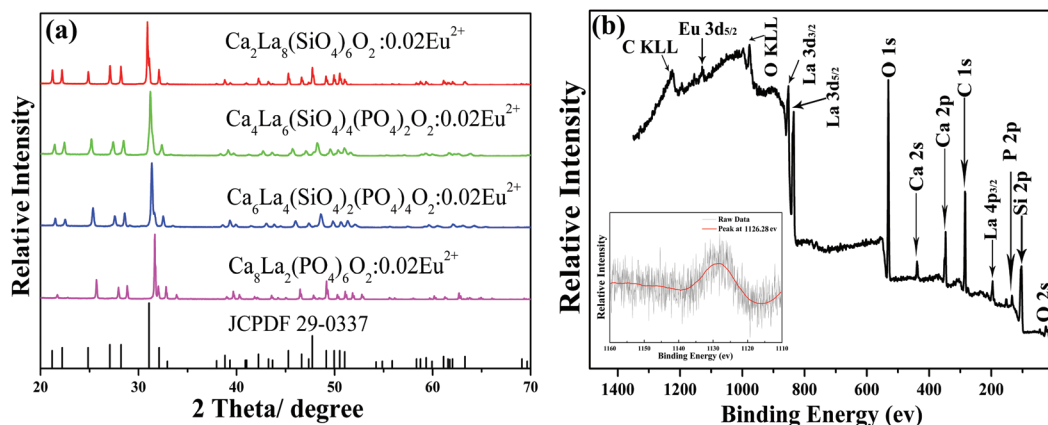 (a)
Ca2La8(SiO4)6O2:0.02Eu2+
Ca4La6(SiO4)4(PO4)2O2:0.02Eu2+
Ca6La4(SiO4)2(PO4)4O2:0.02Eu2+
Ca8La2(PO4)6O2:0.02Eu2+
JCPDF 29-0337
Relative Intensity
20 30 40 50 60 70
2 Theta/ degree
(b)
C KLL
Eu 3d5/2
O KLL
La 3d3/2
La 3d5/2
O 1s
Ca 2s
Ca 2p
C 1s
La 4p3/2
P 2p
Si 2p
O 2s
Relative Intensity
Raw Data
Peak at 1126.28 ev
Relative Intensity
1160 1150 1140 1130 1120 1110
Binding Energy (ev)
1400 1200 1000 800 600 400 200 0
Binding Energy (ev)